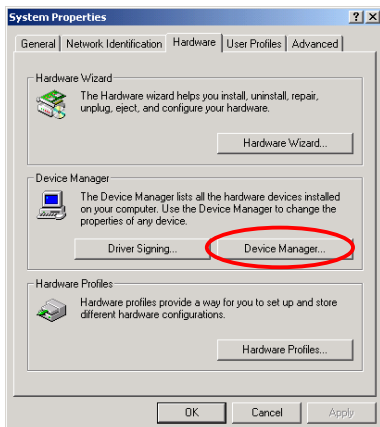 System Properties
General Network Identification Hardware User Profiles Advanced
Hardware Wizard
The Hardware wizard helps you install, uninstall, repair,
unplug, eject, and configure your hardware.
Hardware Wizard...
Device Manager
The Device Manager lists all the hardware devices installed
on your computer. Use the Device Manager to change the
properties of any device.
Driver Signing... Device Manager...
Hardware Profiles
Hardware profiles provide a way for you to set up and store
different hardware configurations.
Hardware Profiles...
OK Cancel Apply